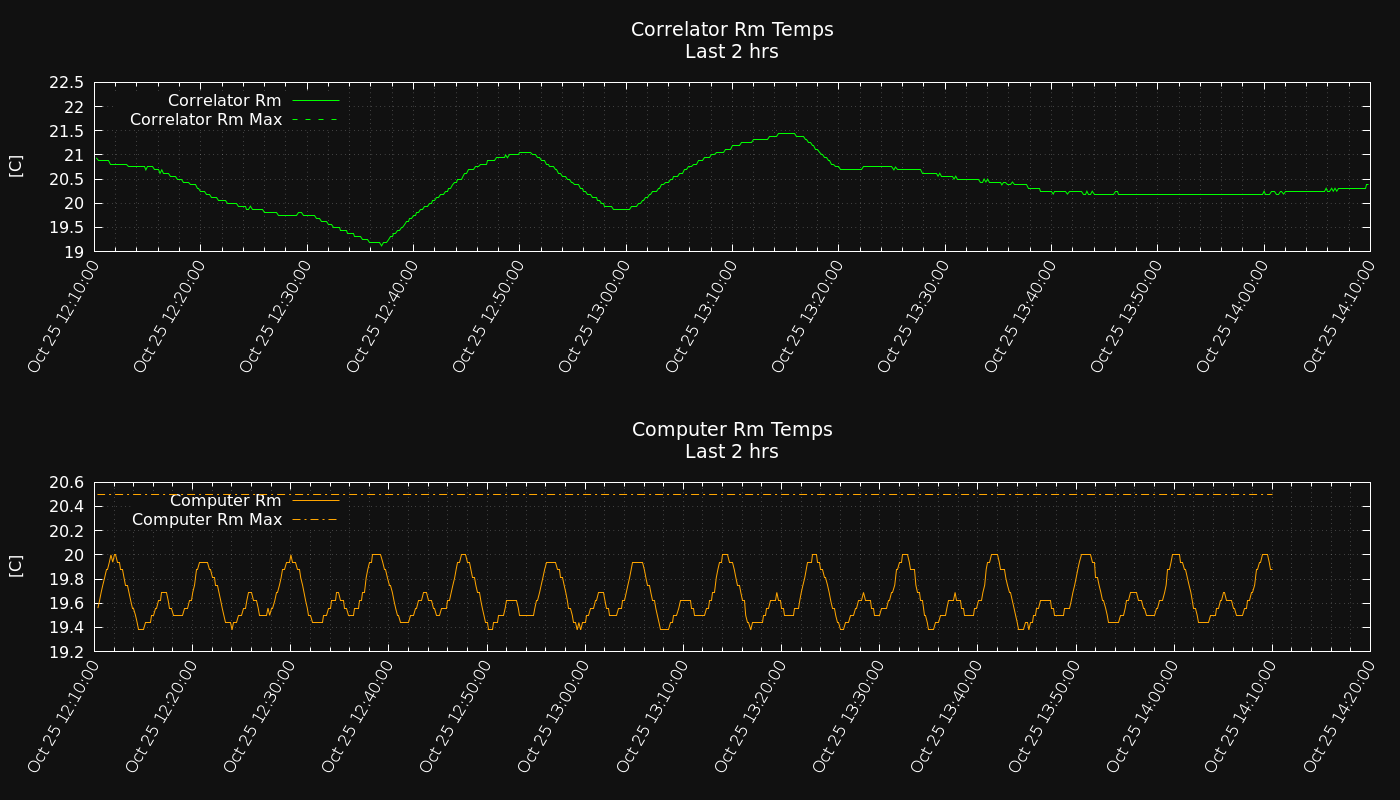 Correlator Rm Temps
Last 2 hrs
22.5
22
21.5
21
20.5
20
19.5
19
[C]
Correlator Rm
Correlator Rm Max
Oct 25 12:10:00
Oct 25 12:20:00
Oct 25 12:30:00
Oct 25 12:40:00
Oct 25 12:50:00
Oct 25 13:00:00
Oct 25 13:10:00
Oct 25 13:20:00
Oct 25 13:30:00
Oct 25 13:40:00
Oct 25 13:50:00
Oct 25 14:00:00
Oct 25 14:10:00
Computer Rm Temps
Last 2 hrs
20.6
20.4
20.2
20
19.8
19.6
19.4
19.2
[C]
Computer Rm
Computer Rm Max
Oct 25 12:10:00
Oct 25 12:20:00
Oct 25 12:30:00
Oct 25 12:40:00
Oct 25 12:50:00
Oct 25 13:00:00
Oct 25 13:10:00
Oct 25 13:20:00
Oct 25 13:30:00
Oct 25 13:40:00
Oct 25 13:50:00
Oct 25 14:00:00
Oct 25 14:10:00
Oct 25 14:20:00